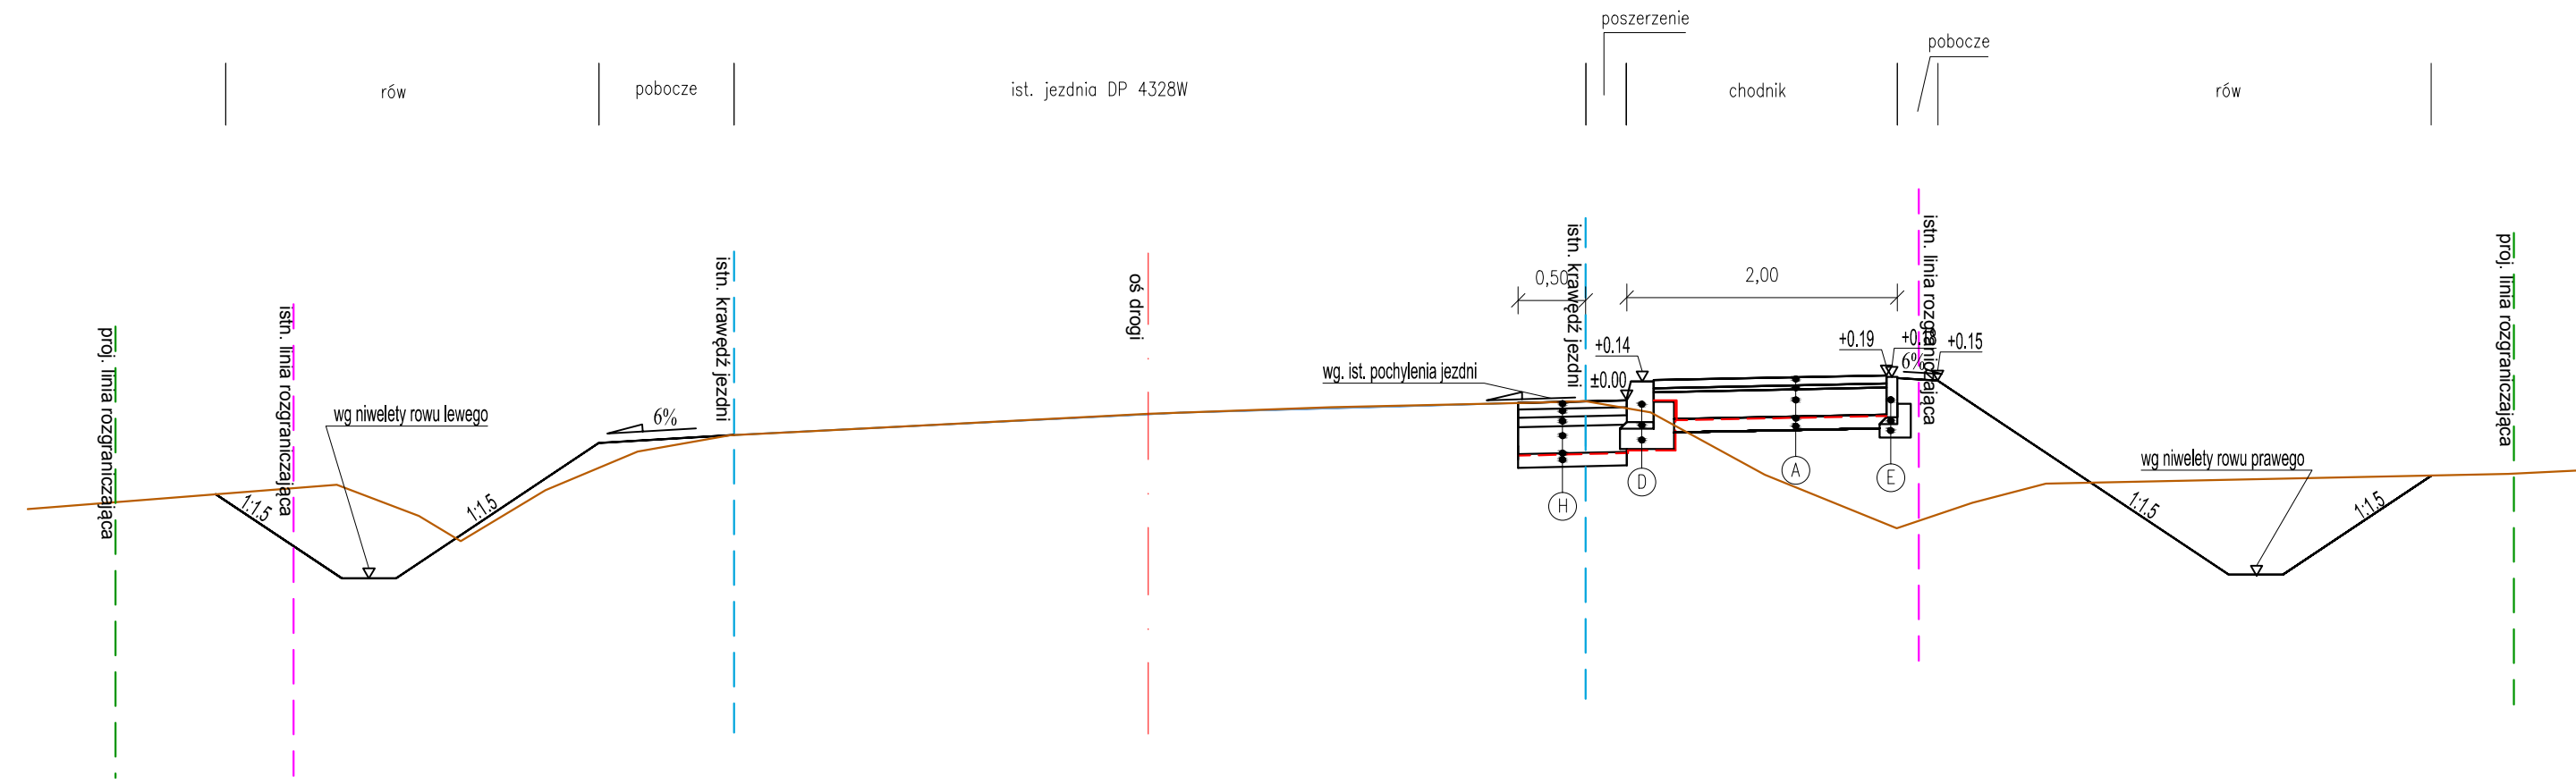 poszerzenie
pobocze
rów
pobocze
ist. jezdnia DP 4328W
chodnik
rów
proj. linia rozgraniczająca
istn. linia rozgraniczająca
istn. krawędź jezdni
oś drogi
istn. krawędź jezdni
istn. linia rozgraniczająca
proj. linia rozgraniczająca
0,50
2,00
+0.14
±0.00
+0.19
+0.15
6%
wg. ist. pochylenia jezdni
wg niwelety rowu lewego
6%
wg niwelety rowu prawego
1:1.5
1:1.5
1:1.5
1:1.5
H
D
A
E